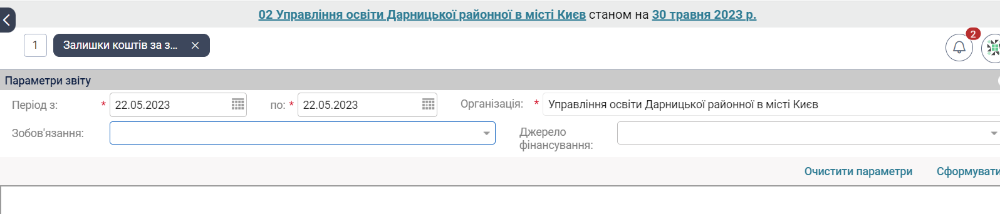 02 Управління освіти Дарницької районної в місті Києв станом на 30 травня 2023 р.
2
1 Залишки коштів за з...
Параметри звіту
Період з: * 22.05.2023 по: * 22.05.2023 Організація: * Управління освіти Дарницької районної в місті Києв
Зобов'язання: Джерело
фінансування:
Очистити параметри Сформувати